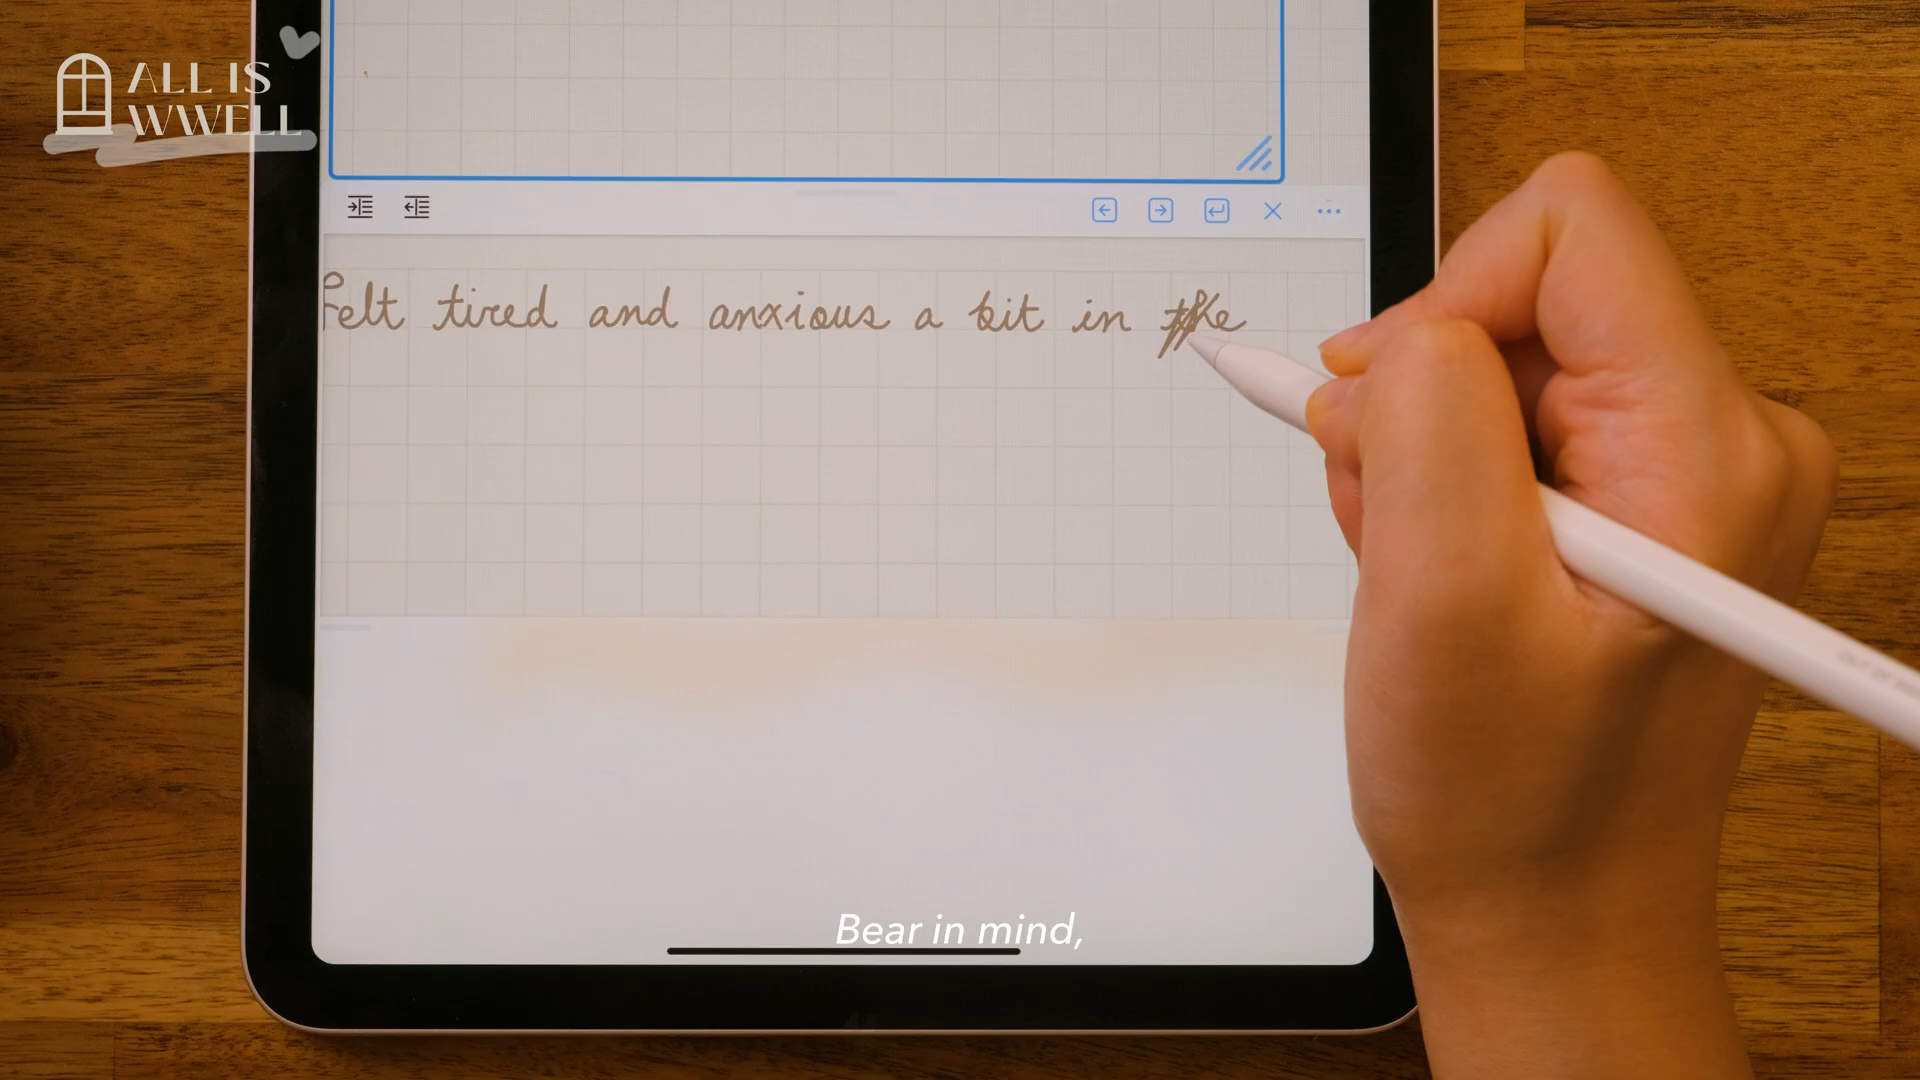 ALL IS
WWELL
felt tired and anxious a bit in the
Bear in mind,